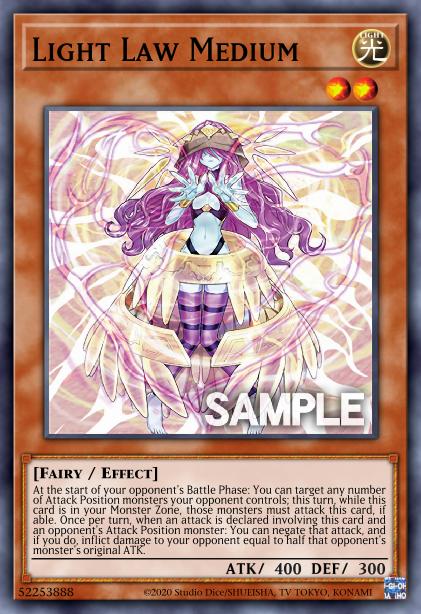 LIGHT LAW MEDIUM
LIGHT
光
SAMPLE
[FAIRY / EFFECT]
At the start of your opponent's Battle Phase: You can target any number
of Attack Position monsters your opponent controls; this turn, while this
card is in your Monster Zone, those monsters must attack this card, if
able. Once per turn, when an attack is declared involving this card and
an opponent's Attack Position monster: You can negate that attack, and
if you do, inflict damage to your opponent equal to half that opponent's
monster's original ATK.
ATK/ 400 DEF/ 300
52253888
©2020 Studio Dice/SHUEISHA, TV TOKYO, KONAMI